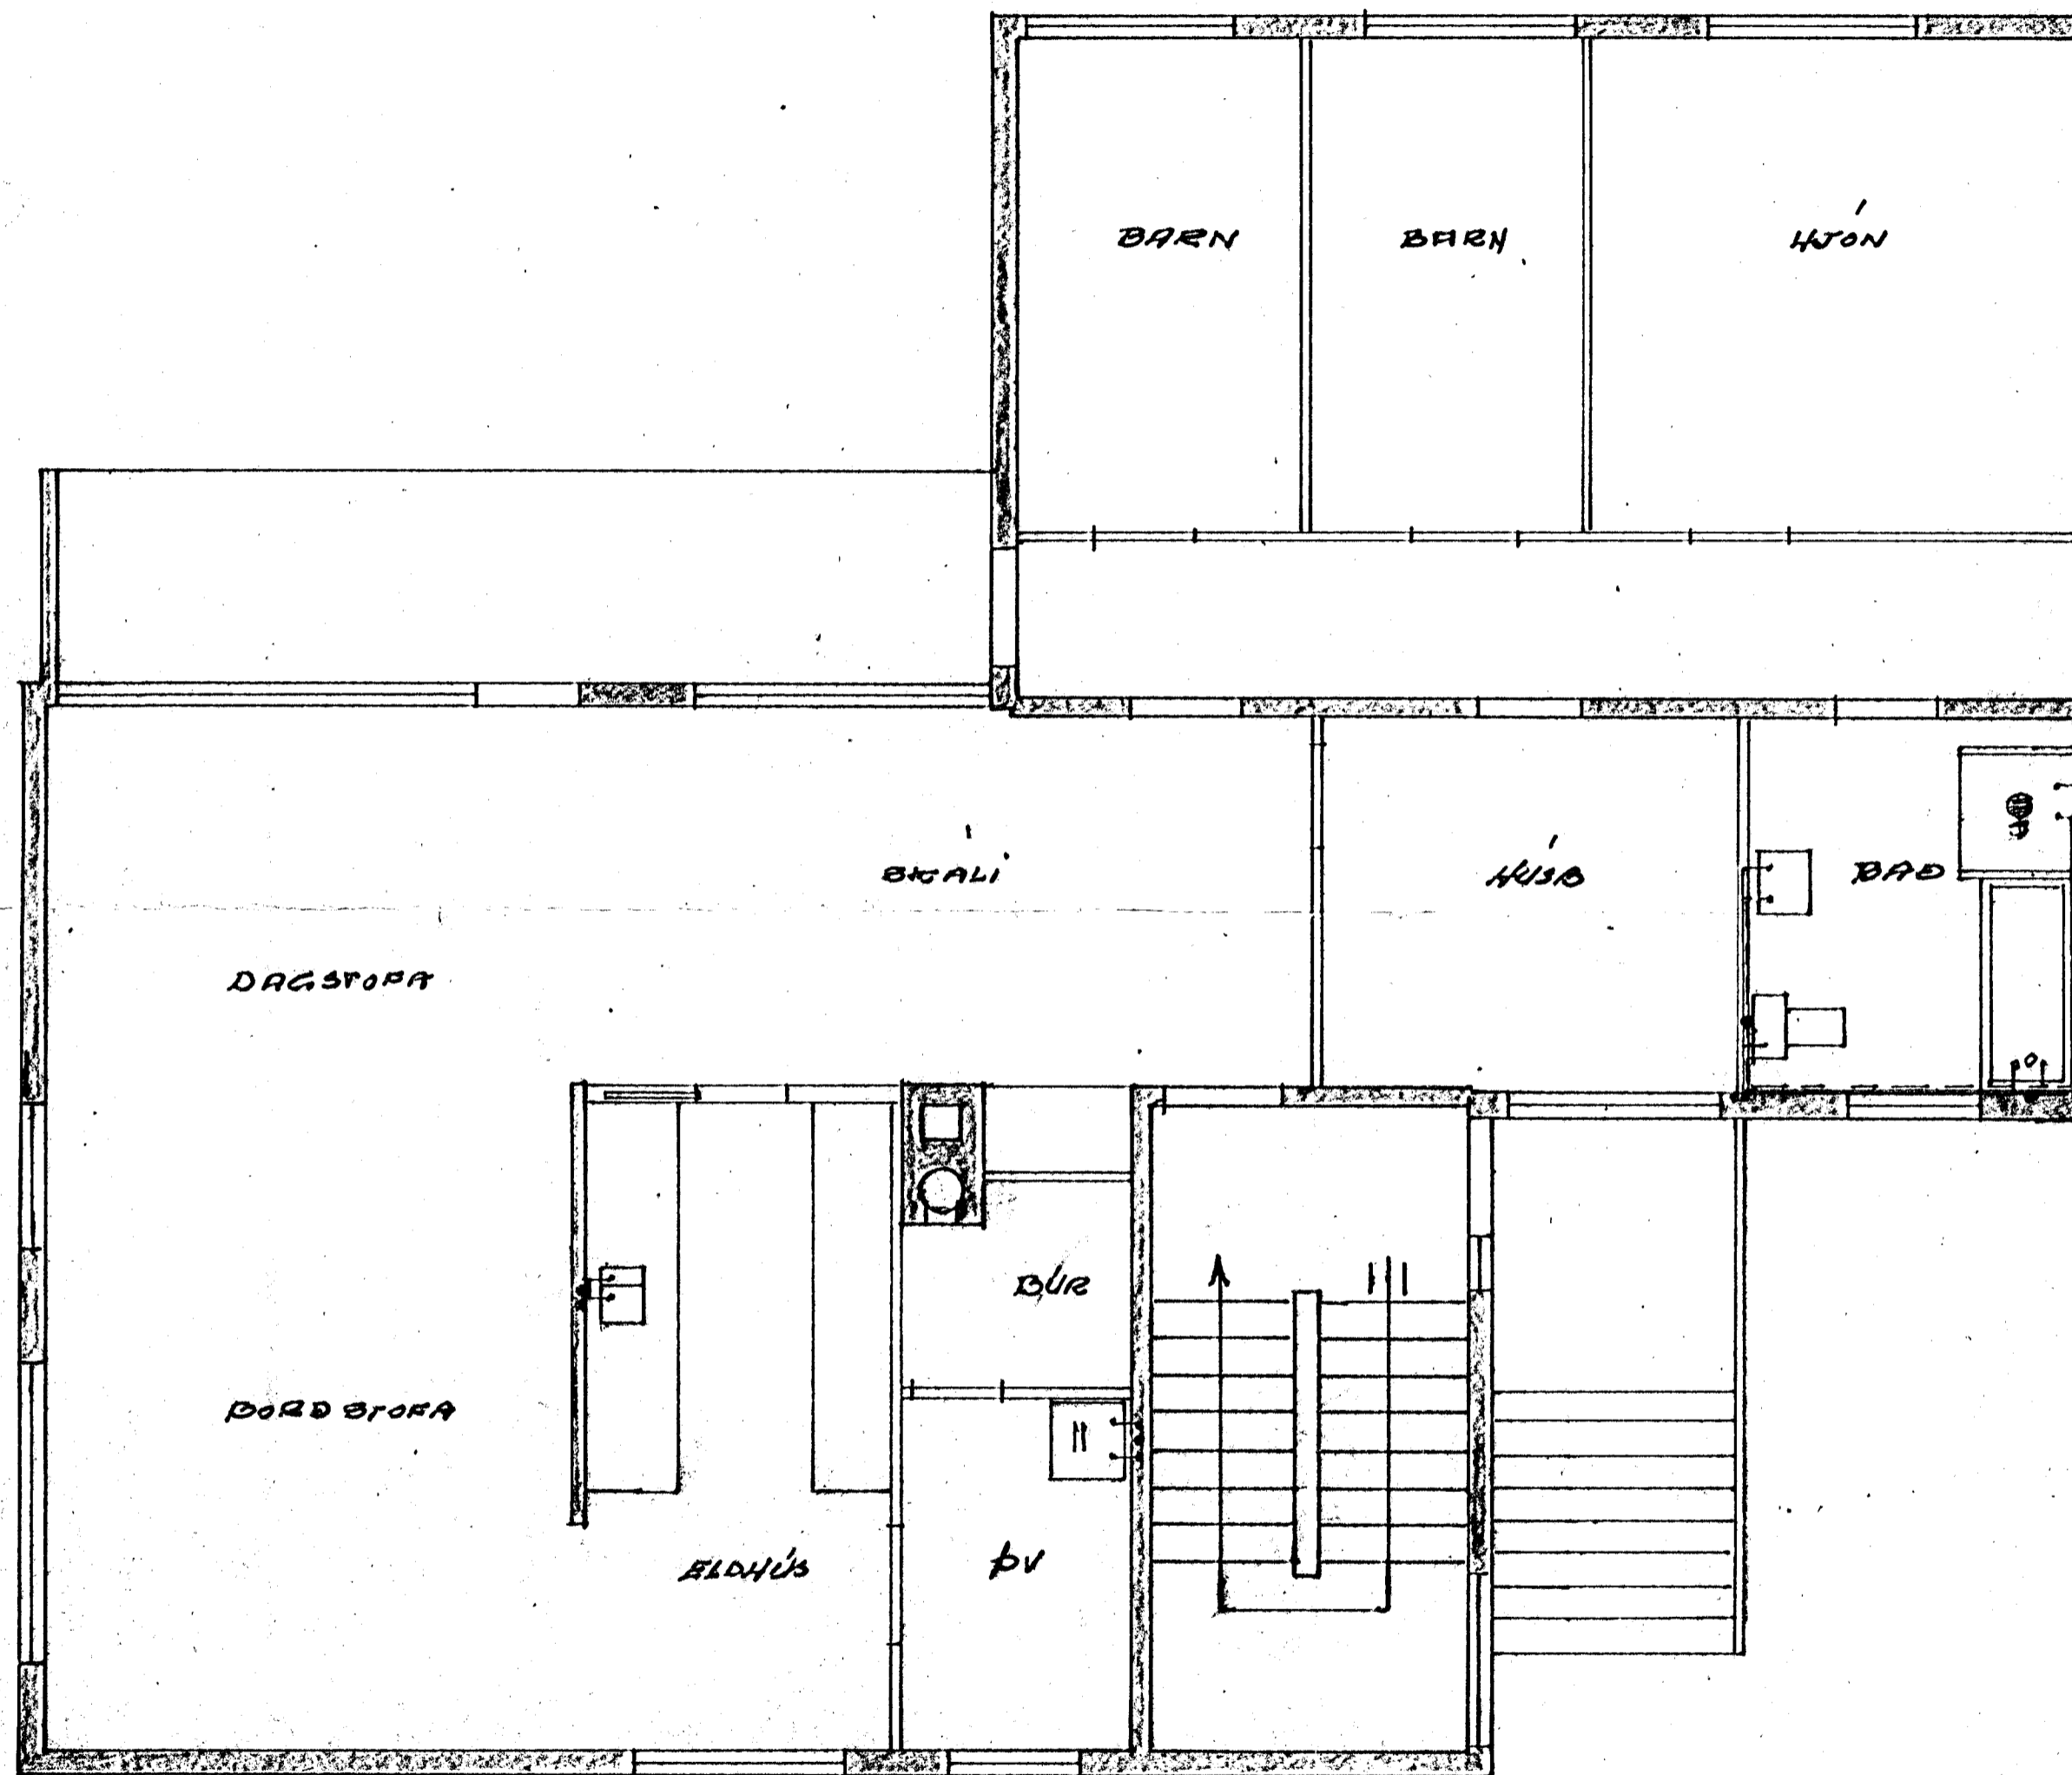 BARN
BARN
HJÓN
SKÁLI
HÚSB
BAÐ
DAGSTOFA
BÚR
BORÐSTOFA
ELDHÚS
ÞV